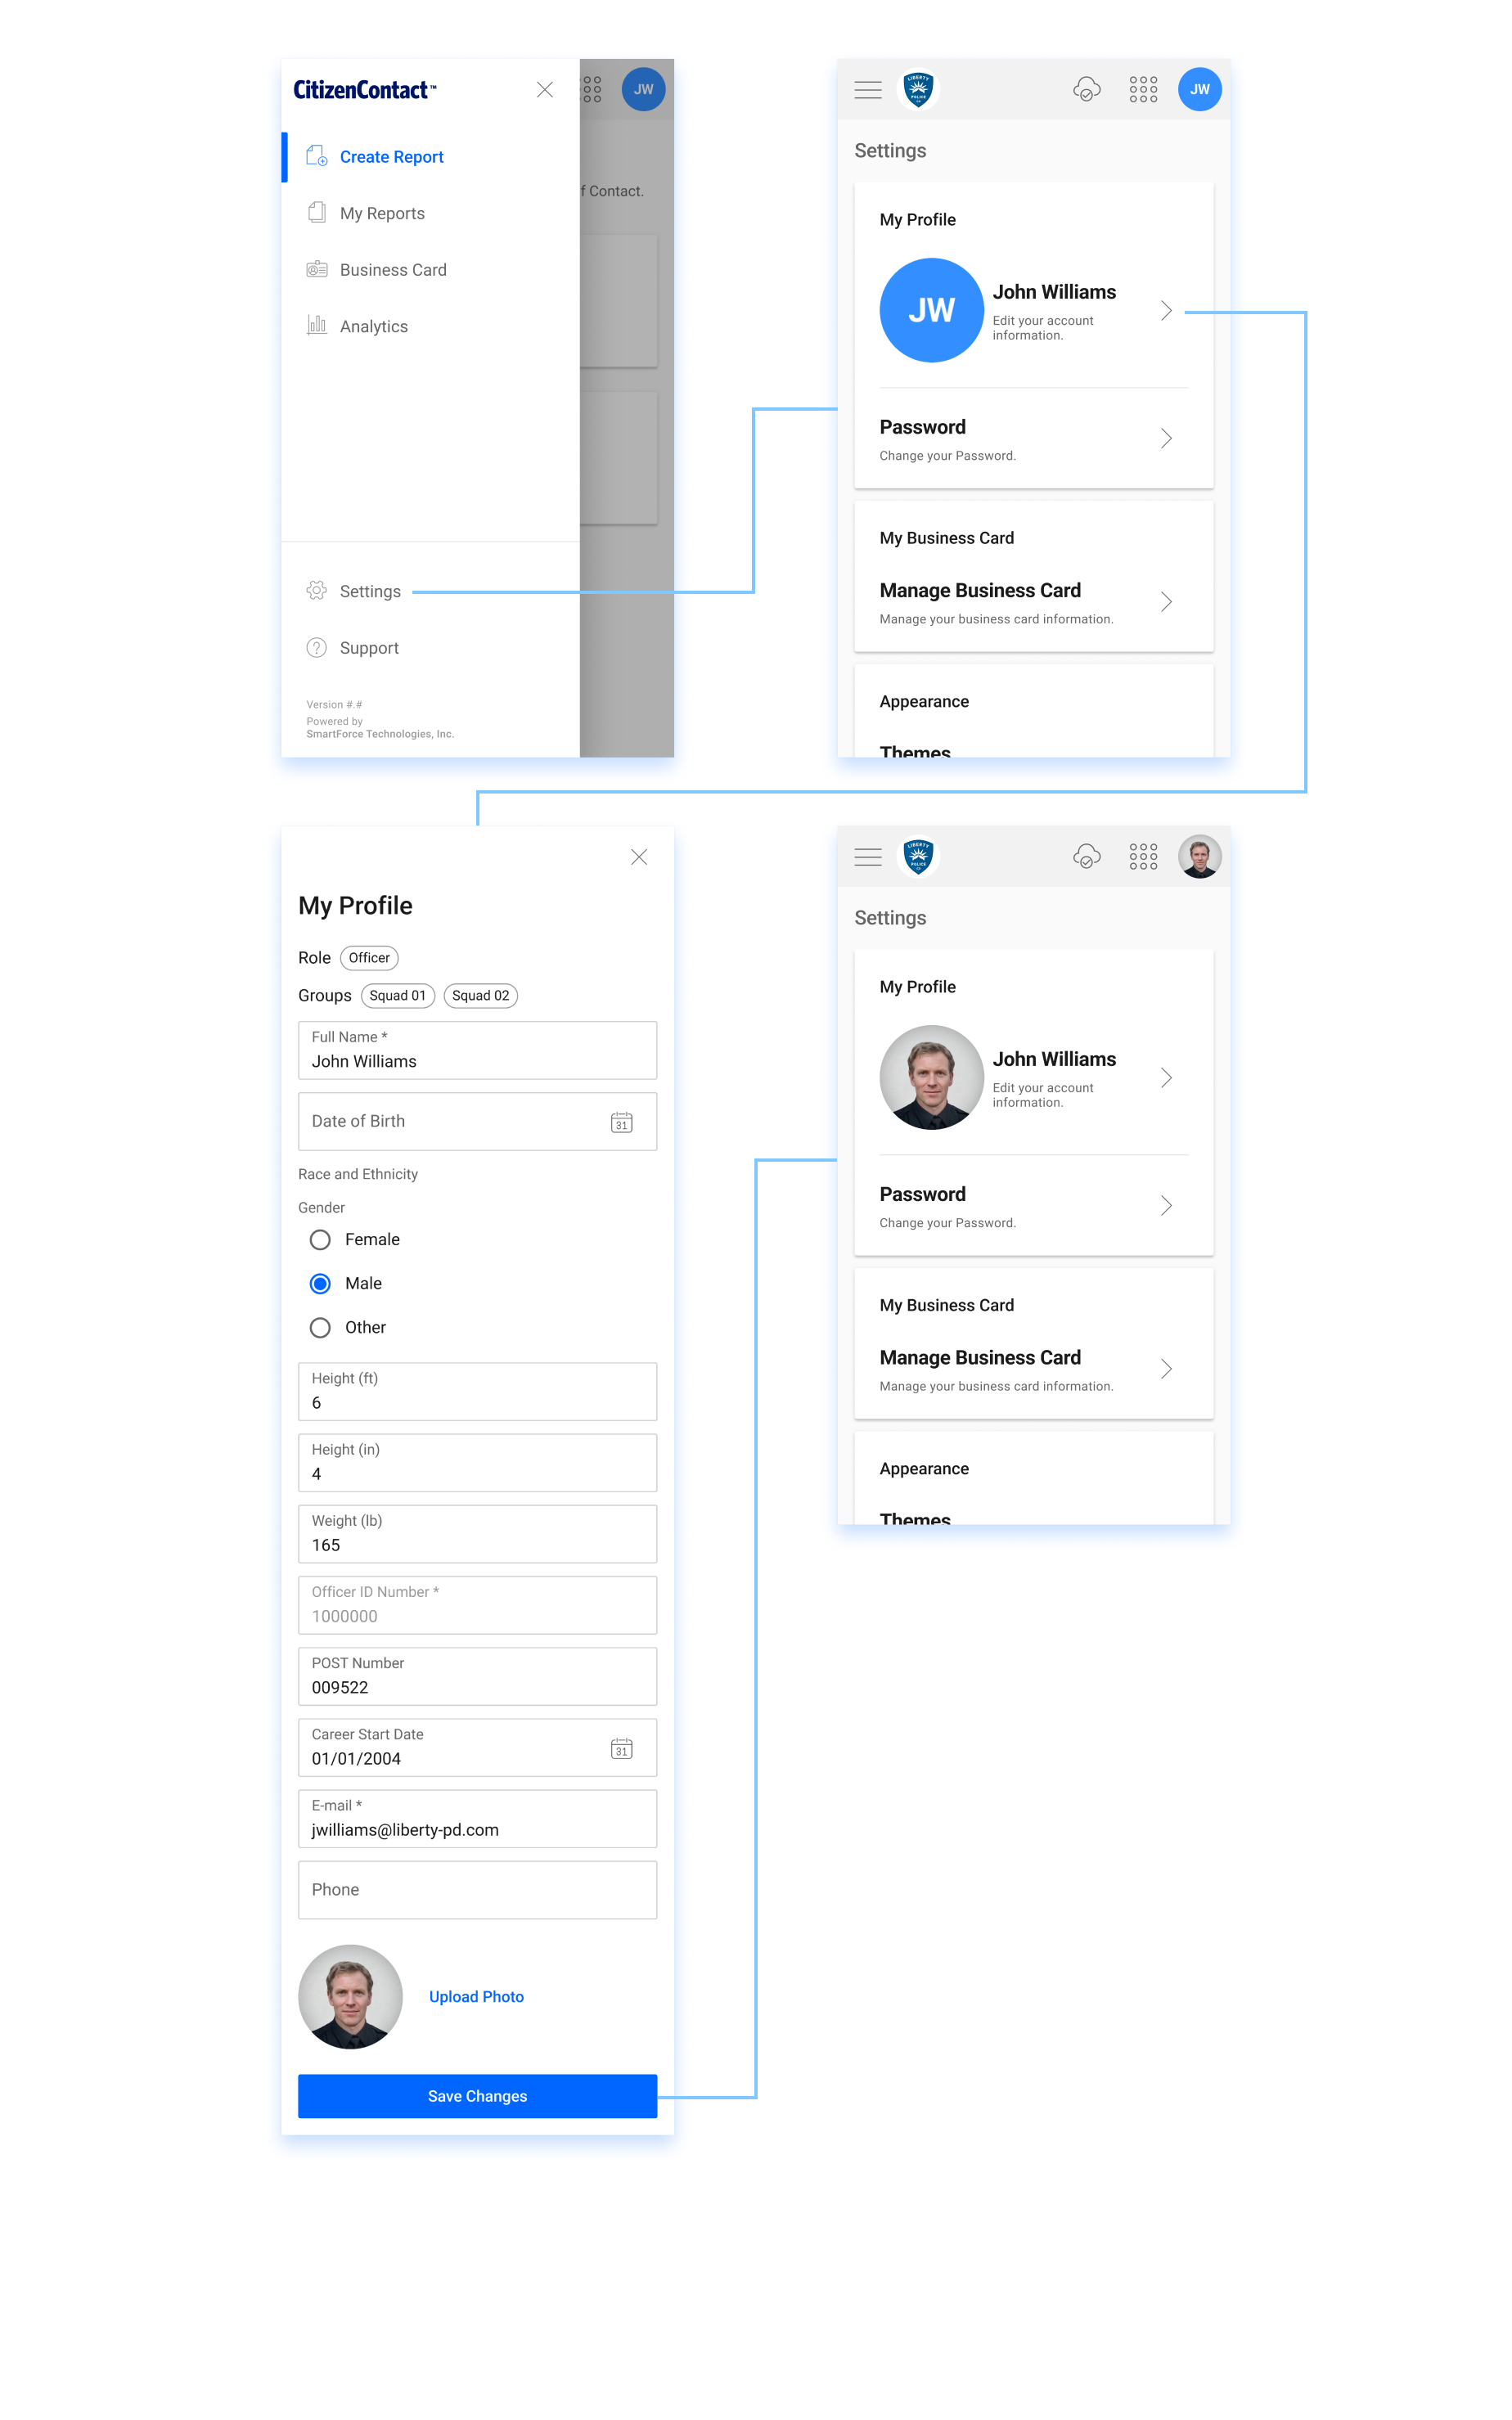 CitizenContact™
JW
Create Report
f Contact.
My Reports
Business Card
Analytics
Settings
Support
Version #.#
Powered by
SmartForce Technologies, Inc.
LIBERTY
POLICE
JW
Settings
My Profile
JW
John Williams
Edit your account
information.
Password
Change your Password.
My Business Card
Manage Business Card
Manage your business card information.
Appearance
Themes
My Profile
Role Officer
Groups Squad 01 Squad 02
Full Name *
John Williams
Date of Birth
31
Race and Ethnicity
Gender
Female
Male
Other
Height (ft)
6
Height (in)
4
Weight (lb)
165
Officer ID Number *
1000000
POST Number
009522
Career Start Date
01/01/2004
31
E-mail *
jwilliams@liberty-pd.com
Phone
Upload Photo
Save Changes
LIBERTY
POLICE
Settings
My Profile
John Williams
Edit your account
information.
Password
Change your Password.
My Business Card
Manage Business Card
Manage your business card information.
Appearance
Themes